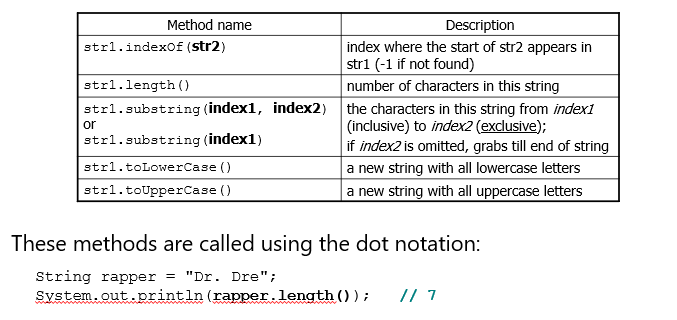 Method name Description
str1.indexOf(str2) index where the start of str2 appears in
str1 (-1 if not found)
str1.length() number of characters in this string
str1.substring(index1, index2) the characters in this string from index1
or (inclusive) to index2 (exclusive);
str1.substring(index1) if index2 is omitted, grabs till end of string
str1.toLowerCase() a new string with all lowercase letters
str1.toUpperCase() a new string with all uppercase letters
These methods are called using the dot notation:
String rapper = "Dr. Dre";
System.out.println(rapper.length()); // 7